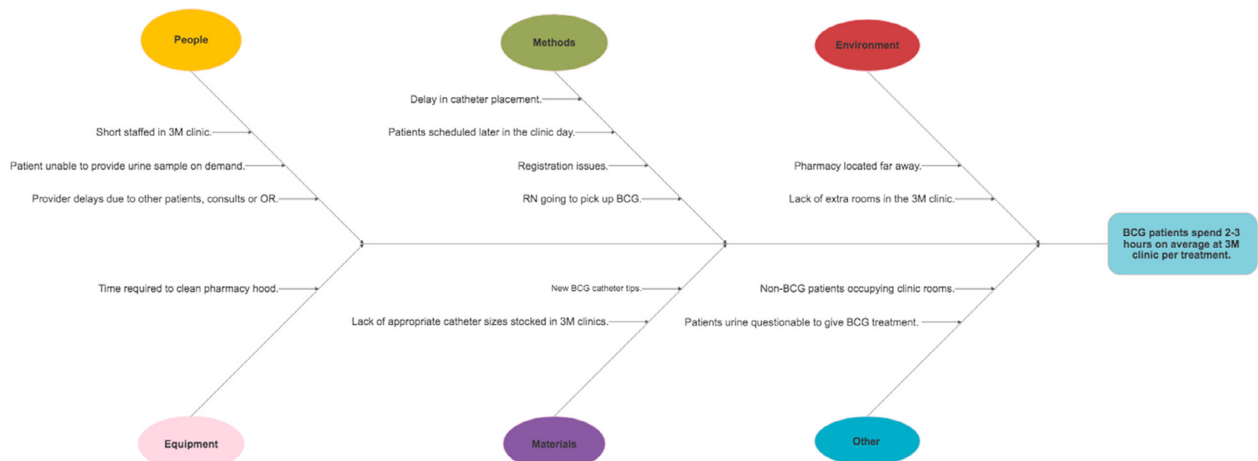 People
Methods
Environment
Delay in catheter placement.
Short staffed in 3M clinic.
Patients scheduled later in the clinic day.
Patient unable to provide urine sample on demand.
Registration issues.
Pharmacy located far away.
Provider delays due to other patients, consults or OR.
RN going to pick up BCG.
Lack of extra rooms in the 3M clinic.
BCG patients spend 2-3
hours on average at 3M
clinic per treatment.
Time required to clean pharmacy hood.
New BCG catheter tips.
Non-BCG patients occupying clinic rooms.
Lack of appropriate catheter sizes stocked in 3M clinics.
Patients urine questionable to give BCG treatment.
Equipment
Materials
Other